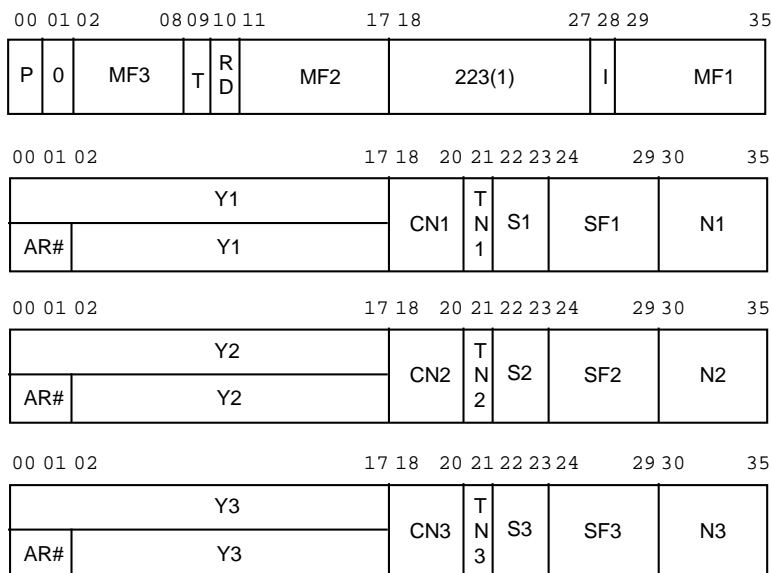 00 01 02 08 09 10 11 17 18 27 28 29 35
P 0 MF3 T RD MF2 223(1) I MF1
00 01 02 17 18 20 21 22 23 24 29 30 35
Y1 CN1 TN1 S1 SF1 N1
AR# Y1
00 01 02 17 18 20 21 22 23 24 29 30 35
Y2 CN2 TN2 S2 SF2 N2
AR# Y2
00 01 02 17 18 20 21 22 23 24 29 30 35
Y3 CN3 TN3 S3 SF3 N3
AR# Y3